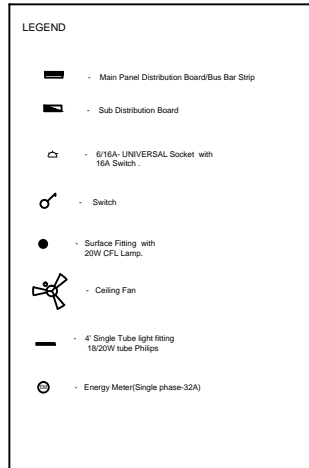 LEGEND
- Main Panel Distribution Board/Bus Bar Strip
- Sub Distribution Board
- 6/16A- UNIVERSAL Socket with
16A Switch .
- Switch
- Surface Fitting with
20W CFL Lamp.
- Ceiling Fan
- 4' Single Tube light fitting
18/20W tube Philips
- Energy Meter(Single phase-32A)